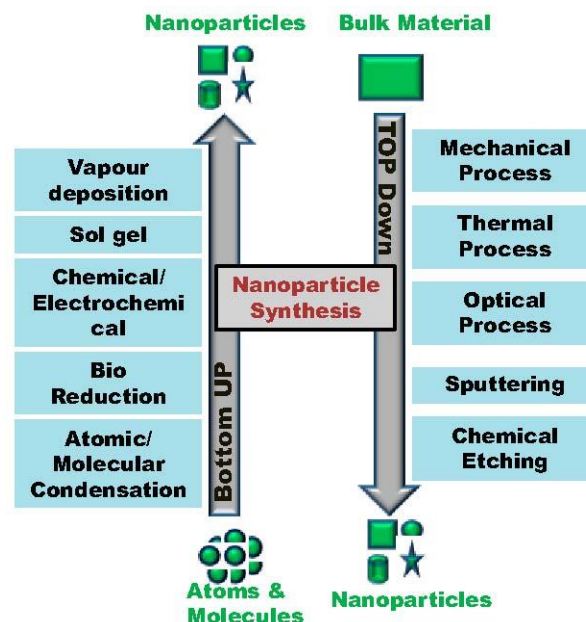 Nanoparticles
Bulk Material
Vapour
deposition
Sol gel
Chemical/
Electrochemi
cal
Bio
Reduction
Atomic/
Molecular
Condensation
Bottom UP
Nanoparticle
Synthesis
TOP Down
Mechanical
Process
Thermal
Process
Optical
Process
Sputtering
Chemical
Etching
Atoms &
Molecules
Nanoparticles